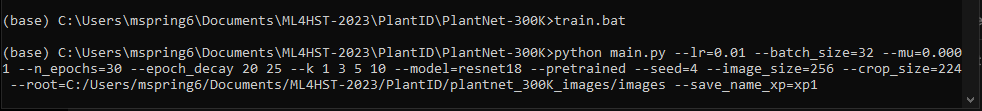 (base) C:\Users\mspring6\Documents\ML4HST-2023\PlantID\PlantNet-300K>train.bat
(base) C:\Users\mspring6\Documents\ML4HST-2023\PlantID\PlantNet-300K>python main.py --lr=0.01 --batch_size=32 --mu=0.000
1 --n_epochs=30 --epoch_decay 20 25 --k 1 3 5 10 --model=resnet18 --pretrained --seed=4 --image_size=256 --crop_size=224
--root=C:/Users/mspring6/Documents/ML4HST-2023/PlantID/plantnet_300K_images/images --save_name_xp=xp1